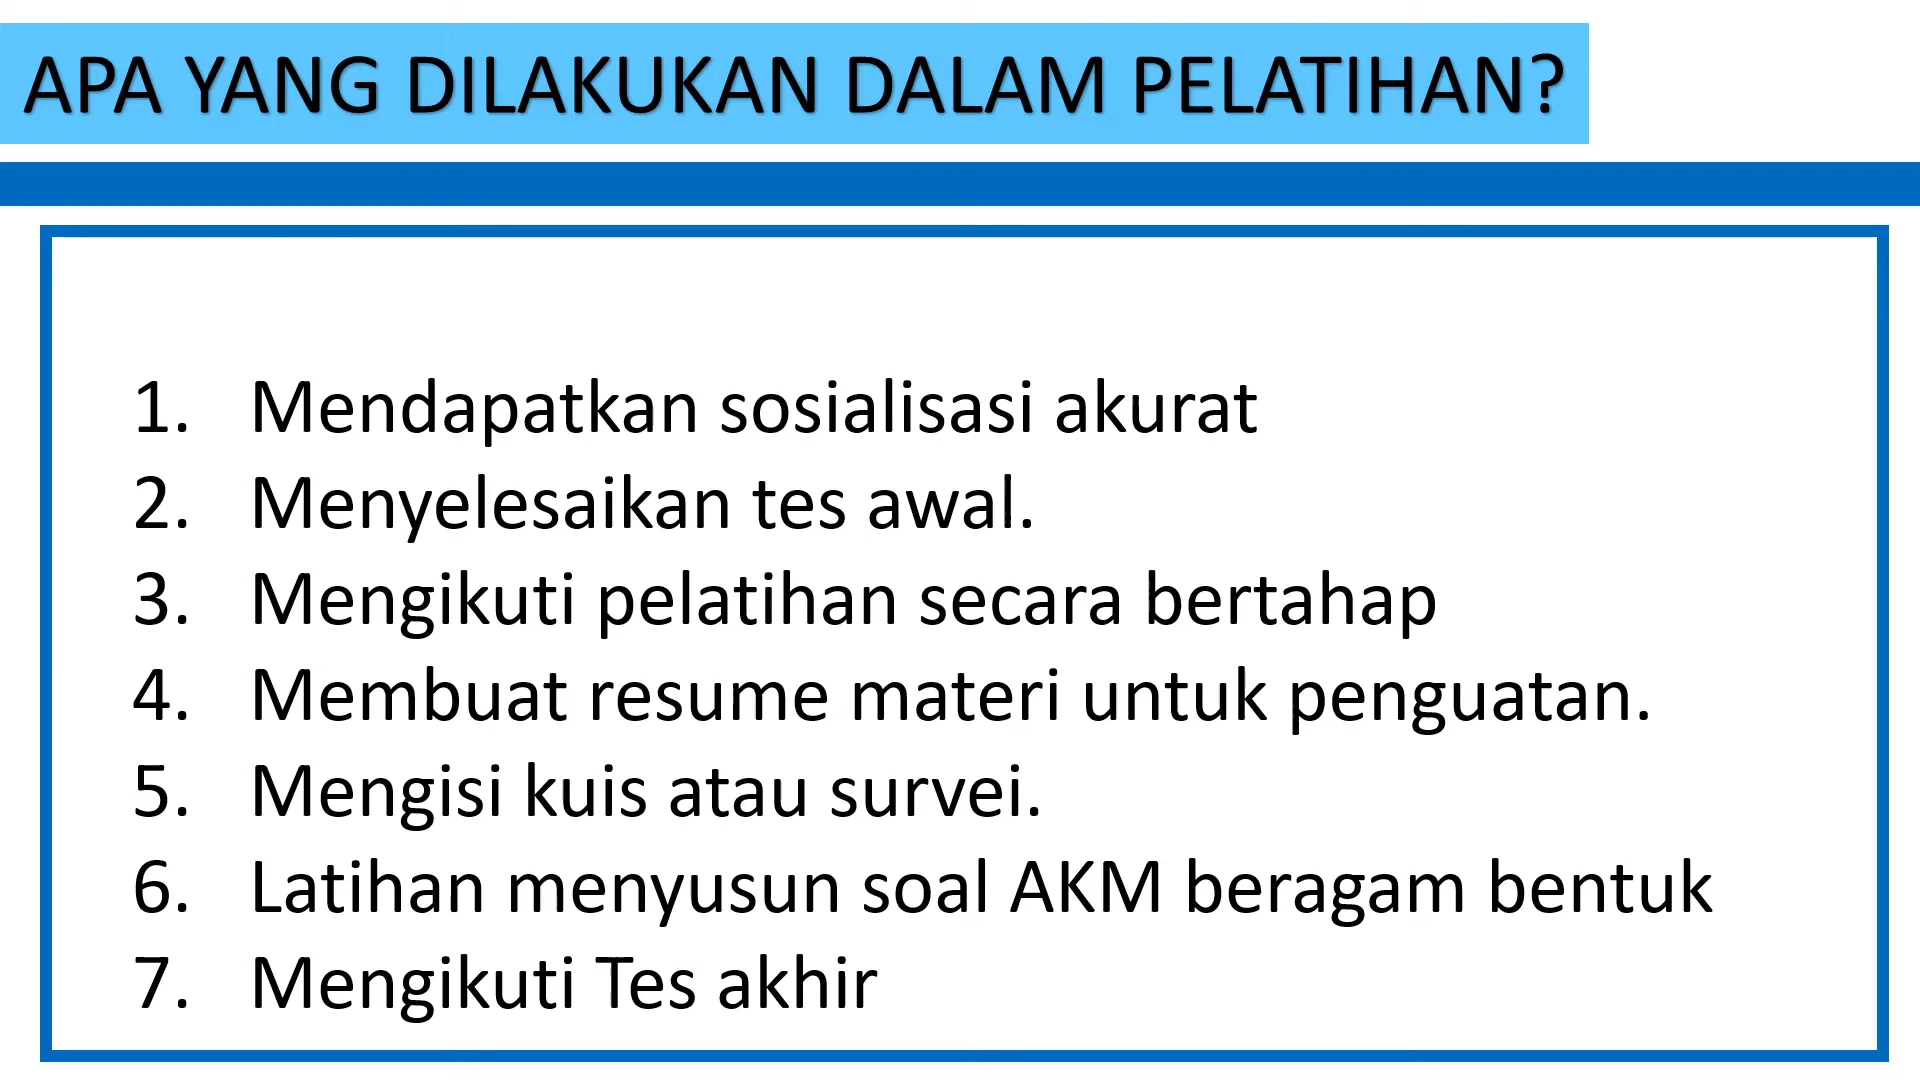 APA YANG DILAKUKAN DALAM PELATIHAN?
1. Mendapatkan sosialisasi akurat
2. Menyelesaikan tes awal.
3. Mengikuti pelatihan secara bertahap
4. Membuat resume materi untuk penguatan.
5. Mengisi kuis atau survei.
6. Latihan menyusun soal AKM beragam bentuk
7. Mengikuti Tes akhir